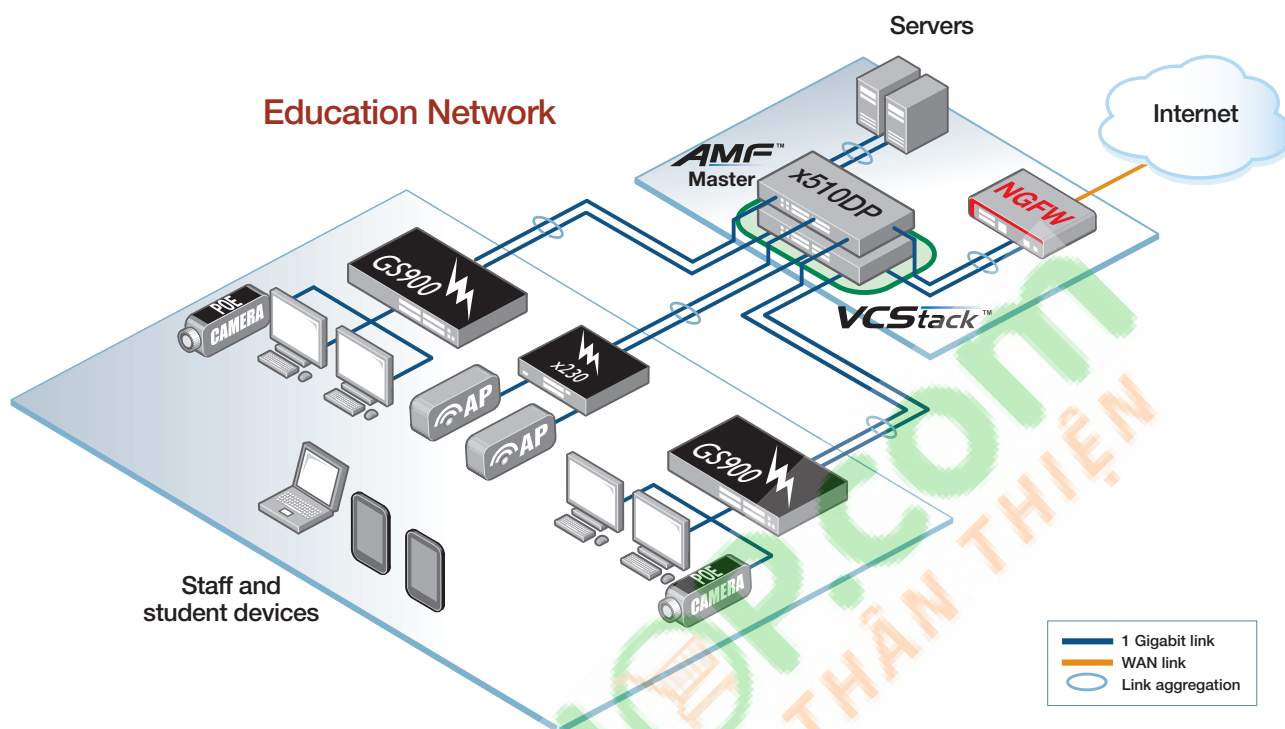 Servers
Education Network
Internet
AMF™
Master
x510DP
NGFW
GS900
VCStack™
POE
CAMERA
x230
AP
AP
GS900
POE
CAMERA
Staff and
student devices
1 Gigabit link
WAN link
Link aggregation
P.com
THÂN THIỆN